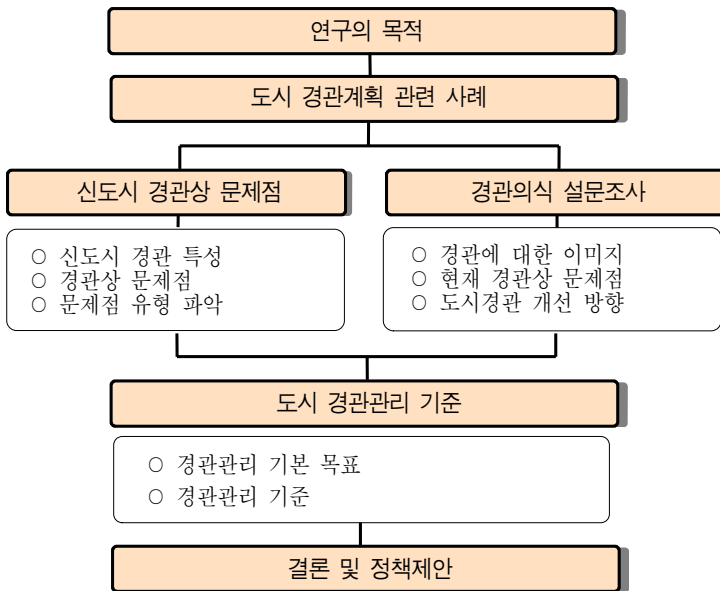 연구의 목적
도시 경관계획 관련 사례
신도시 경관상 문제점
○ 신도시 경관 특성
○ 경관상 문제점
○ 문제점 유형 파악
경관의식 설문조사
○ 경관에 대한 이미지
○ 현재 경관상 문제점
○ 도시경관 개선 방향
도시 경관관리 기준
○ 경관관리 기본 목표
○ 경관관리 기준
결론 및 정책제안